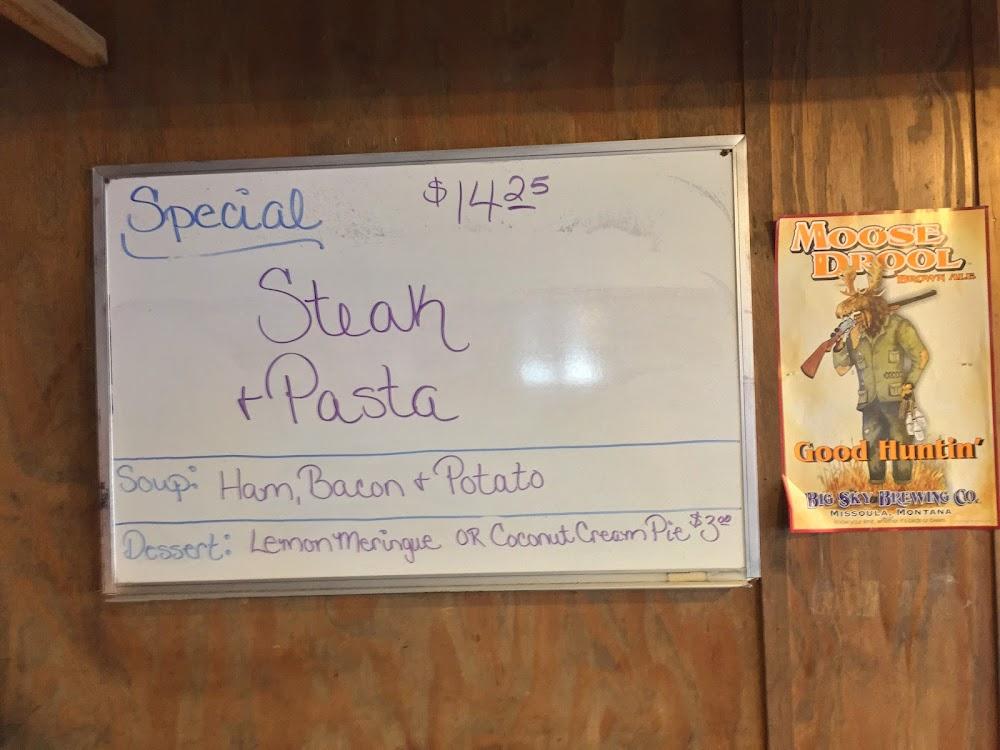 Special
$14.25
Steak
+ Pasta
Soup: Ham, Bacon + Potato
Dessert: Lemon Meringue OR Coconut Cream Pie $3.00
MOOSE
DROOL
BROWN ALE
Good Huntin'
BIG SKY BREWING CO.
MISSOULA, MONTANA